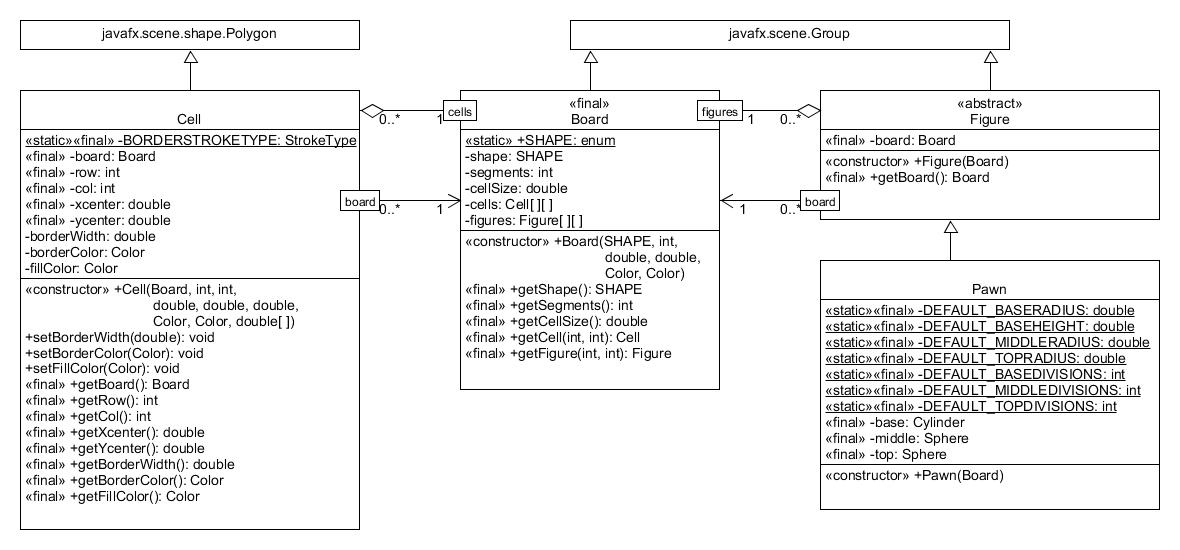 javafx.scene.shape.Polygon
javafx.scene.Group
Cell
«static»«final» -BORDERSTROKETYPE: StrokeType
«final» -board: Board
«final» -row: int
«final» -col: int
«final» -xcenter: double
«final» -ycenter: double
-borderWidth: double
-borderColor: Color
-fillColor: Color
«constructor» +Cell(Board, int, int,
double, double, double,
Color, Color, double[ ])
+setBorderWidth(double): void
+setBorderColor(Color): void
+setFillColor(Color): void
«final» +getBoard(): Board
«final» +getRow(): int
«final» +getCol(): int
«final» +getXcenter(): double
«final» +getYcenter(): double
«final» +getBorderWidth(): double
«final» +getBorderColor(): Color
«final» +getFillColor(): Color
0..*
1
cells
board
0..*
1
«final»
Board
«static» +SHAPE: enum
-shape: SHAPE
-segments: int
-cellSize: double
-cells: Cell[ ][ ]
-figures: Figure[ ][ ]
«constructor» +Board(SHAPE, int,
double, double,
Color, Color)
«final» +getShape(): SHAPE
«final» +getSegments(): int
«final» +getCellSize(): double
«final» +getCell(int, int): Cell
«final» +getFigure(int, int): Figure
figures
1
0..*
1
0..*
board
«abstract»
Figure
«final» -board: Board
«constructor» +Figure(Board)
«final» +getBoard(): Board
Pawn
«static»«final» -DEFAULT_BASERADIUS: double
«static»«final» -DEFAULT_BASEHEIGHT: double
«static»«final» -DEFAULT_MIDDLERADIUS: double
«static»«final» -DEFAULT_TOPRADIUS: double
«static»«final» -DEFAULT_BASEDIVISIONS: int
«static»«final» -DEFAULT_MIDDLEDIVISIONS: int
«static»«final» -DEFAULT_TOPDIVISIONS: int
«final» -base: Cylinder
«final» -middle: Sphere
«final» -top: Sphere
«constructor» +Pawn(Board)